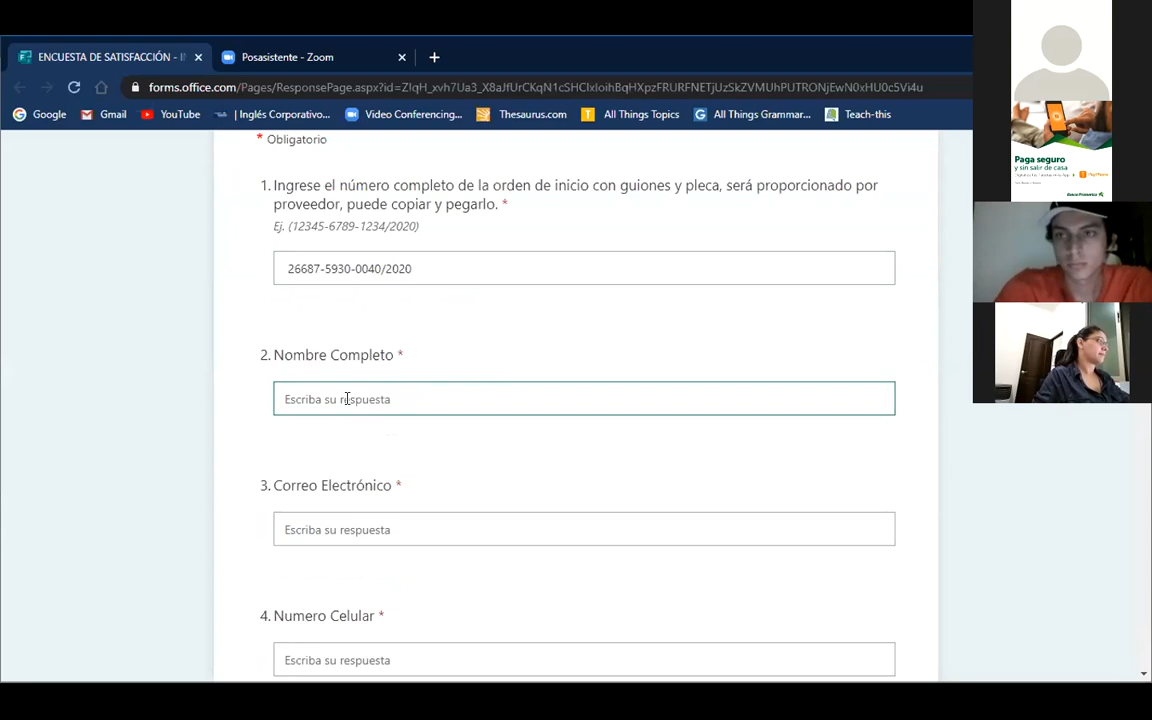 ENCUESTA DE SATISFACCIÓN - I
Posasistente - Zoom
forms.office.com/Pages/ResponsePage.aspx?id=ZIqH_xvh7Ua3_X8aJfUrCKqN1cSHCIxIoihBqHXpzFRURFNETjUzSkZVMUhPUTRONjEwN0xHU0c5Vi4u
Google
Gmail
YouTube
| Inglés Corporativo...
Video Conferencing,...
Thesaurus.com
All Things Topics
All Things Grammar...
Teach-this
* Obligatorio
1. Ingrese el número completo de la orden de inicio con guiones y pleca, será proporcionado por
proveedor, puede copiar y pegarlo. *
Ej. (12345-6789-1234/2020)
26687-5930-0040/2020
2. Nombre Completo *
Escriba su respuesta
3. Correo Electrónico *
Escriba su respuesta
4. Numero Celular *
Escriba su respuesta
Paga seguro
y sin salir de casa